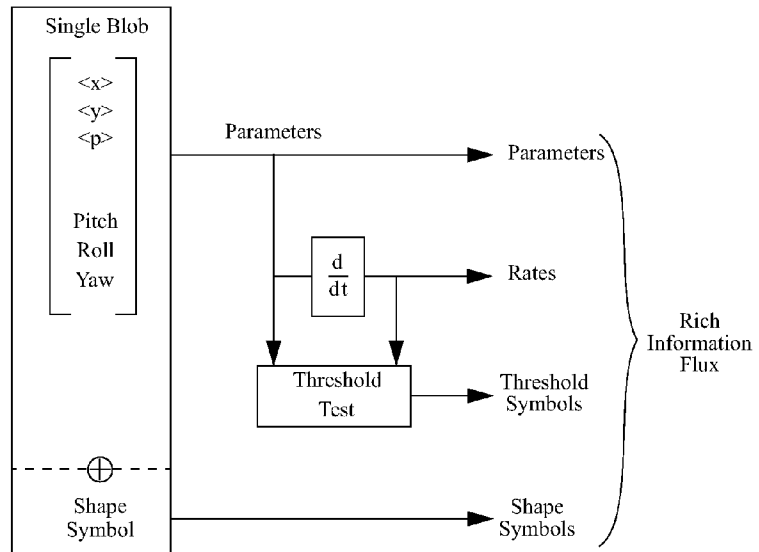 Single Blob
<x>
<y>
<p>
Pitch
Roll
Yaw
Parameters
Parameters
d
dt
Rates
Threshold
Test
Threshold
Symbols
Rich
Information
Flux
Shape
Symbol
Shape
Symbols